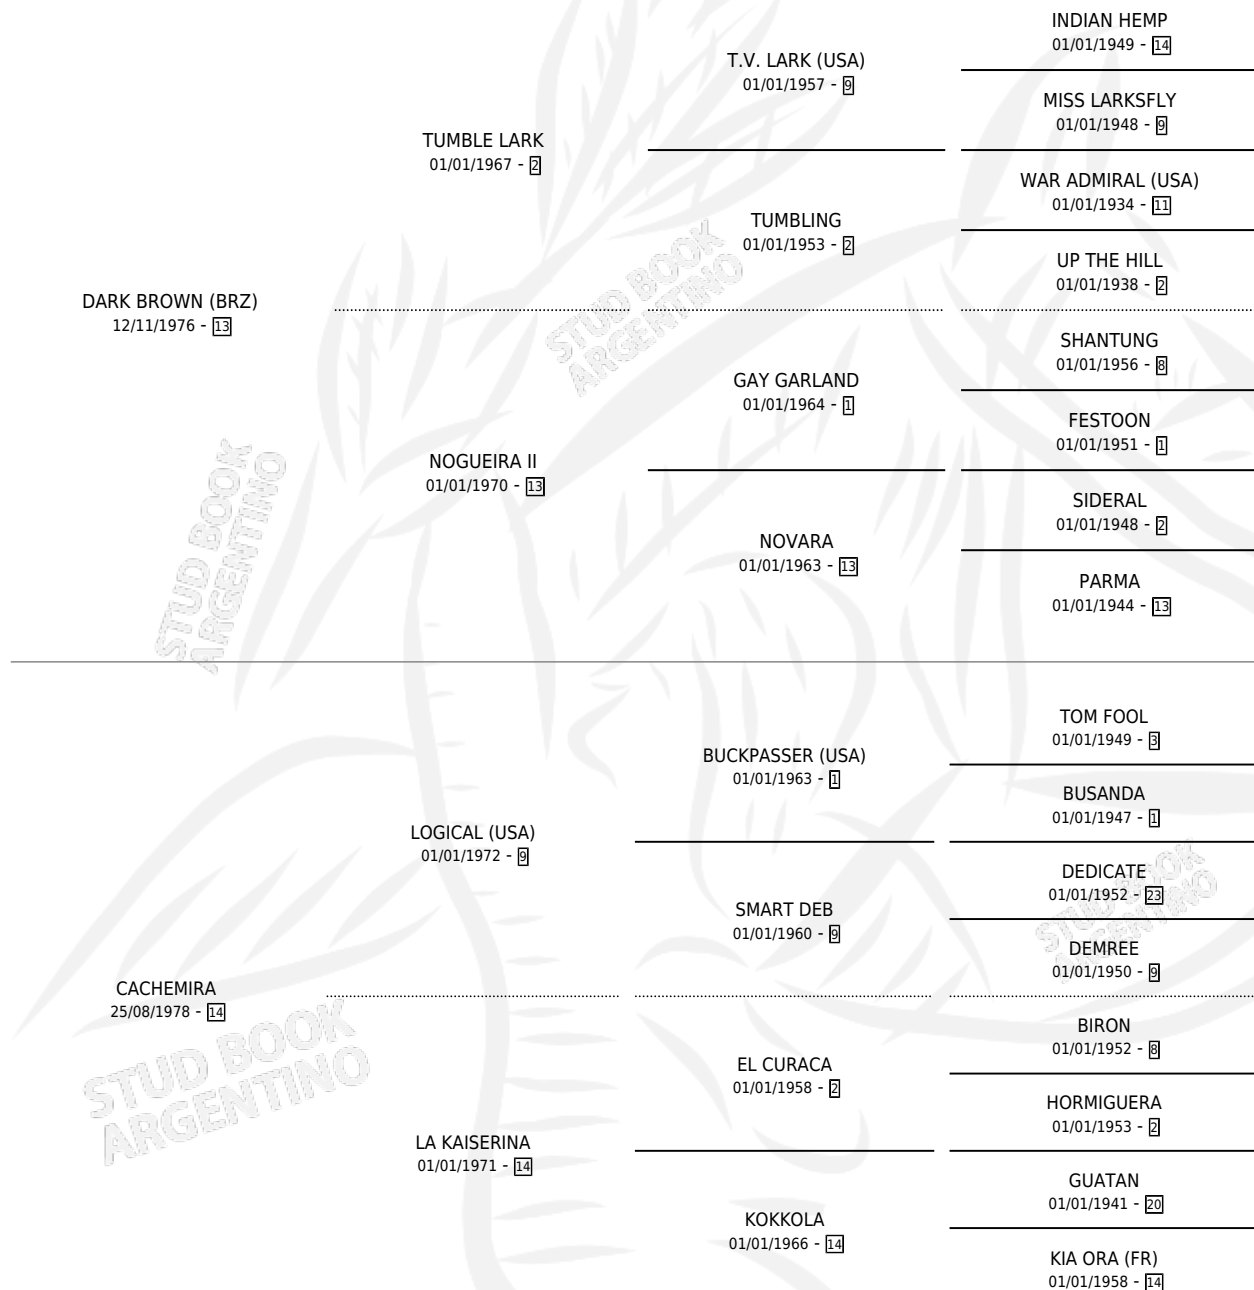 INDIAN HEMP
01/01/1949 - 14
T.V. LARK (USA)
01/01/1957 - 9
MISS LARKSFLY
01/01/1948 - 9
TUMBLE LARK
01/01/1967 - 2
WAR ADMIRAL (USA)
01/01/1934 - 11
TUMBLING
01/01/1953 - 2
UP THE HILL
01/01/1938 - 2
DARK BROWN (BRZ)
12/11/1976 - 13
SHANTUNG
01/01/1956 - 8
GAY GARLAND
01/01/1964 - 1
FESTOON
01/01/1951 - 1
NOGUEIRA II
01/01/1970 - 13
SIDERAL
01/01/1948 - 2
NOVARA
01/01/1963 - 13
PARMA
01/01/1944 - 13
TOM FOOL
01/01/1949 - 3
BUCKPASSER (USA)
01/01/1963 - 1
BUSANDA
01/01/1947 - 1
LOGICAL (USA)
01/01/1972 - 9
DEDICATE
01/01/1952 - 23
SMART DEB
01/01/1960 - 9
DEMREE
01/01/1950 - 9
CACHEMIRA
25/08/1978 - 14
BIRON
01/01/1952 - 8
EL CURACA
01/01/1958 - 2
HORMIGUERA
01/01/1953 - 2
LA KAISERINA
01/01/1971 - 14
GUATAN
01/01/1941 - 20
KOKKOLA
01/01/1966 - 14
KIA ORA (FR)
01/01/1958 - 14
STUD BOOK
ARGENTINO
STUD BOOK
ARGENTINO
STUD BOOK
ARGENTINO
STUD BOOK
ARGENTINO